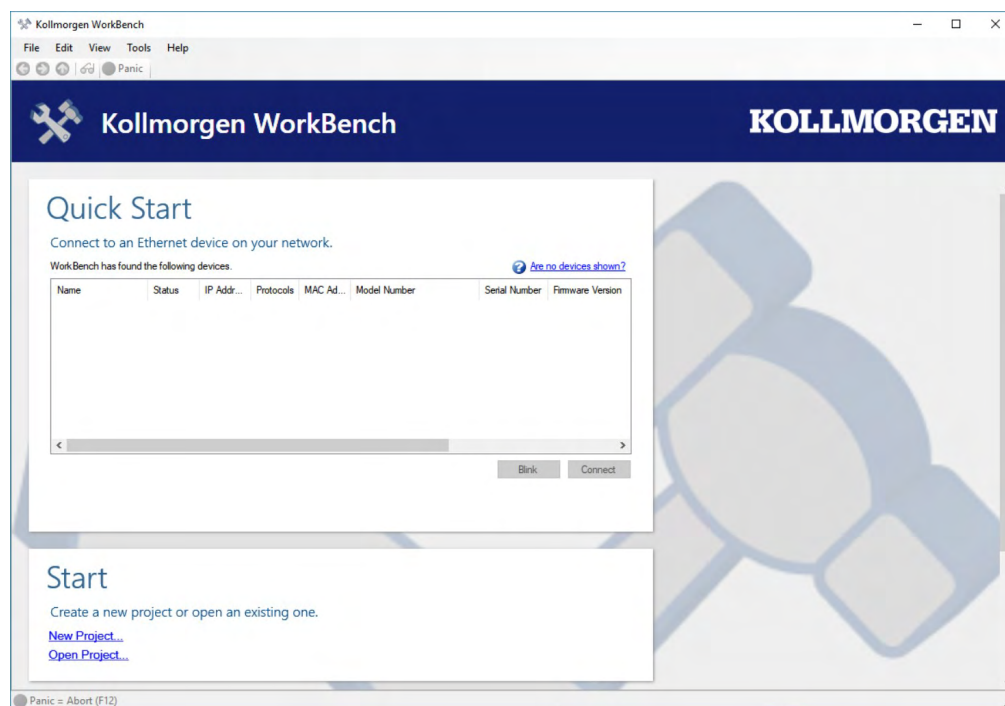 Kollmorgen WorkBench
File Edit View Tools Help
Panic
Kollmorgen WorkBench
KOLLMORGEN
Quick Start
Connect to an Ethernet device on your network.
WorkBench has found the following devices.
Are no devices shown?
Name Status IP Addr... Protocols MAC Ad... Model Number Serial Number Firmware Version
Blink Connect
Start
Create a new project or open an existing one.
New Project...
Open Project...
Panic = Abort (F12)